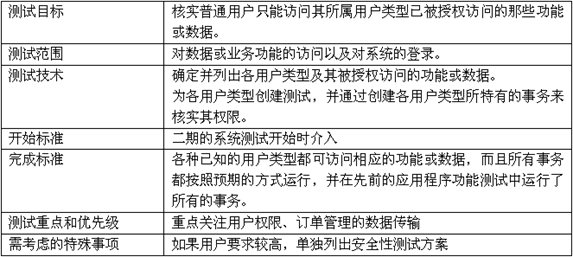 测试目标
核实普通用户只能访问其所属用户类型已被授权访问的那些功能
或数据。
测试范围
对数据或业务功能的访问以及对系统的登录。
测试技术
确定并列出各用户类型及其被授权访问的功能或数据。
为各用户类型创建测试，并通过创建各用户类型所特有的事务来
核实其权限。
开始标准
二期的系统测试开始时介入
完成标准
各种已知的用户类型都可访问相应的功能或数据，而且所有事务
都按照预期的方式运行，并在先前的应用程序功能测试中运行了
所有的事务。
测试重点和优先级
重点关注用户权限、订单管理的数据传输
需考虑的特殊事项
如果用户要求较高，单独列出安全性测试方案